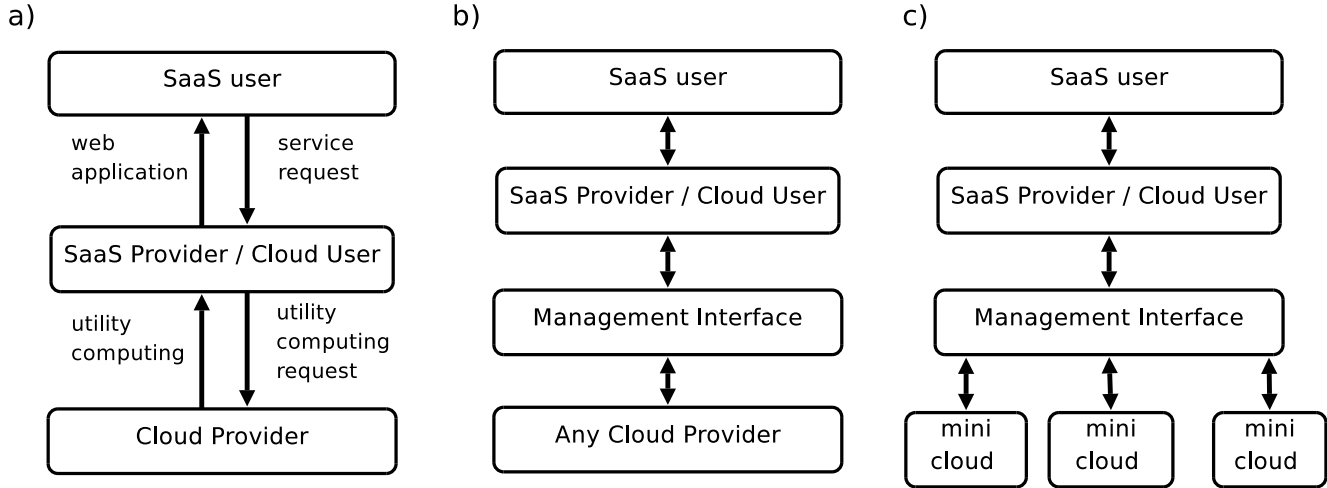 a)
SaaS user
web
application
service
request
SaaS Provider / Cloud User
utility
computing
utility
computing
request
Cloud Provider
b)
SaaS user
SaaS Provider / Cloud User
Management Interface
Any Cloud Provider
c)
SaaS user
SaaS Provider / Cloud User
Management Interface
mini
cloud
mini
cloud
mini
cloud